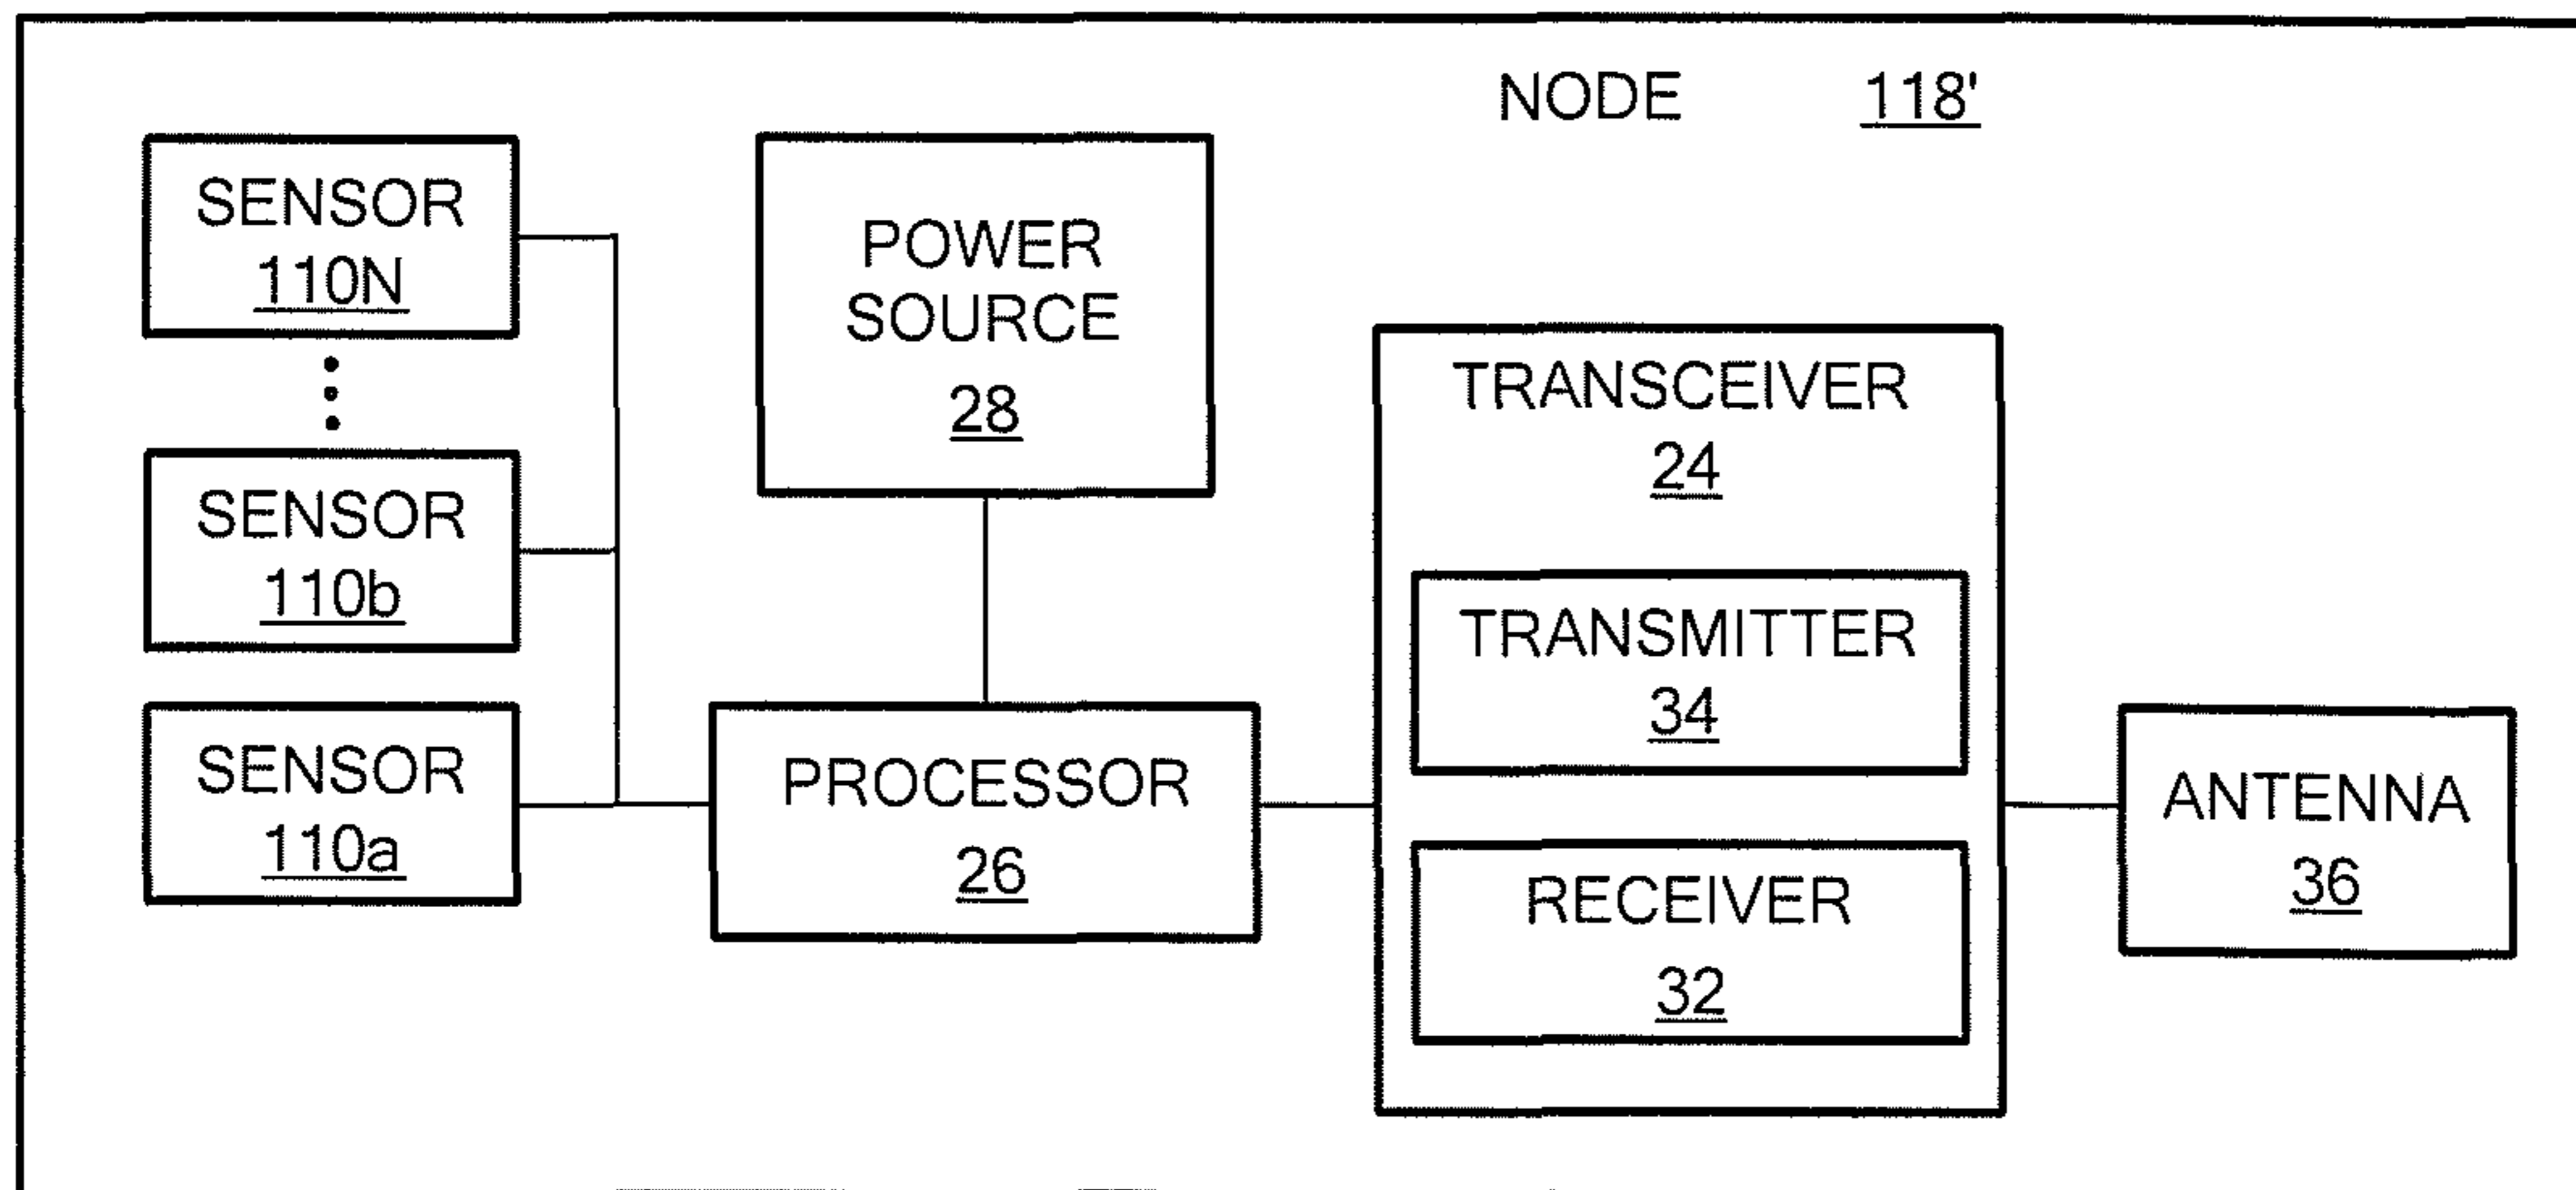 NODE 118'
SENSOR
110N
SENSOR
110b
SENSOR
110a
POWER
SOURCE
28
PROCESSOR
26
TRANSCEIVER
24
TRANSMITTER
34
RECEIVER
32
ANTENNA
36